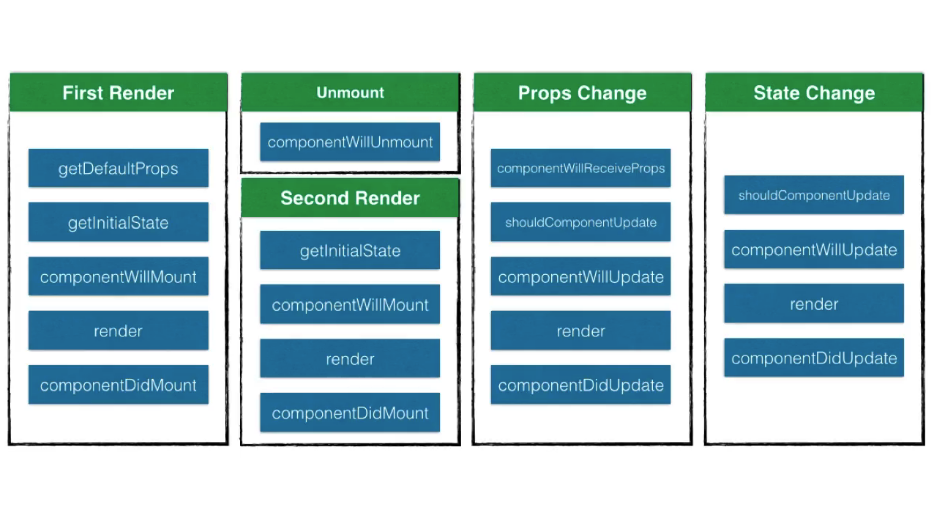 First Render
getDefaultProps
getInitialState
componentWillMount
render
componentDidMount
Unmount
componentWillUnmount
Second Render
getInitialState
componentWillMount
render
componentDidMount
Props Change
componentWillReceiveProps
shouldComponentUpdate
componentWillUpdate
render
componentDidUpdate
State Change
shouldComponentUpdate
componentWillUpdate
render
componentDidUpdate